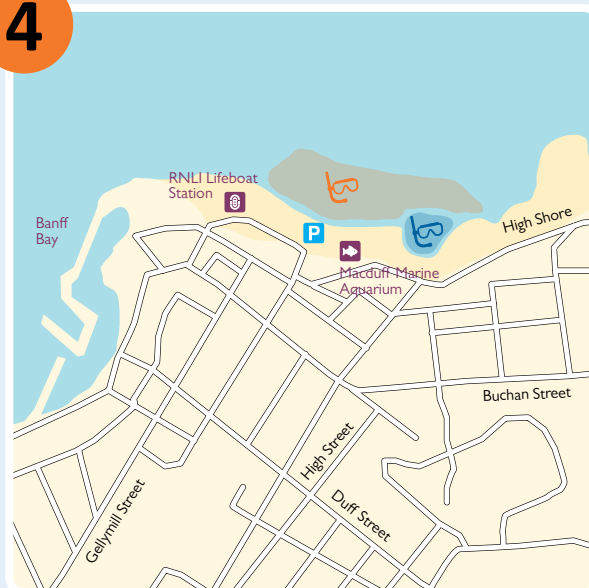 4
RNLI Lifeboat
Station
Banff
Bay
High Shore
P
Macduff Marine
Aquarium
Buchan Street
High Street
Duff Street
Gellymill Street